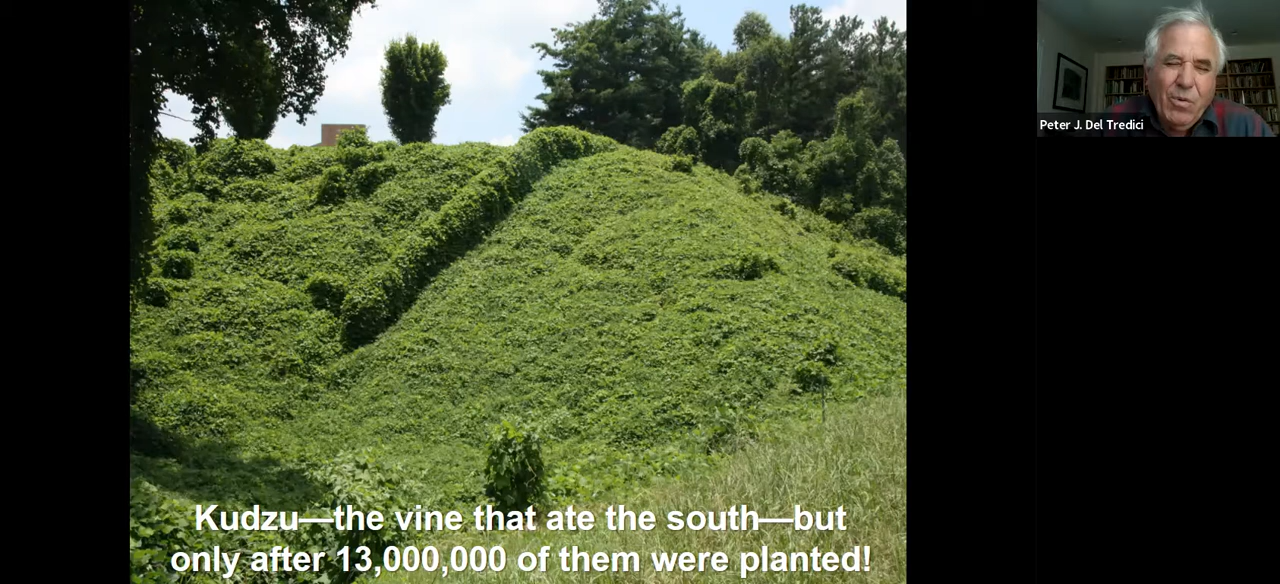 Peter J. Del Tredici
Kudzu—the vine that ate the south—but
only after 13,000,000 of them were planted!